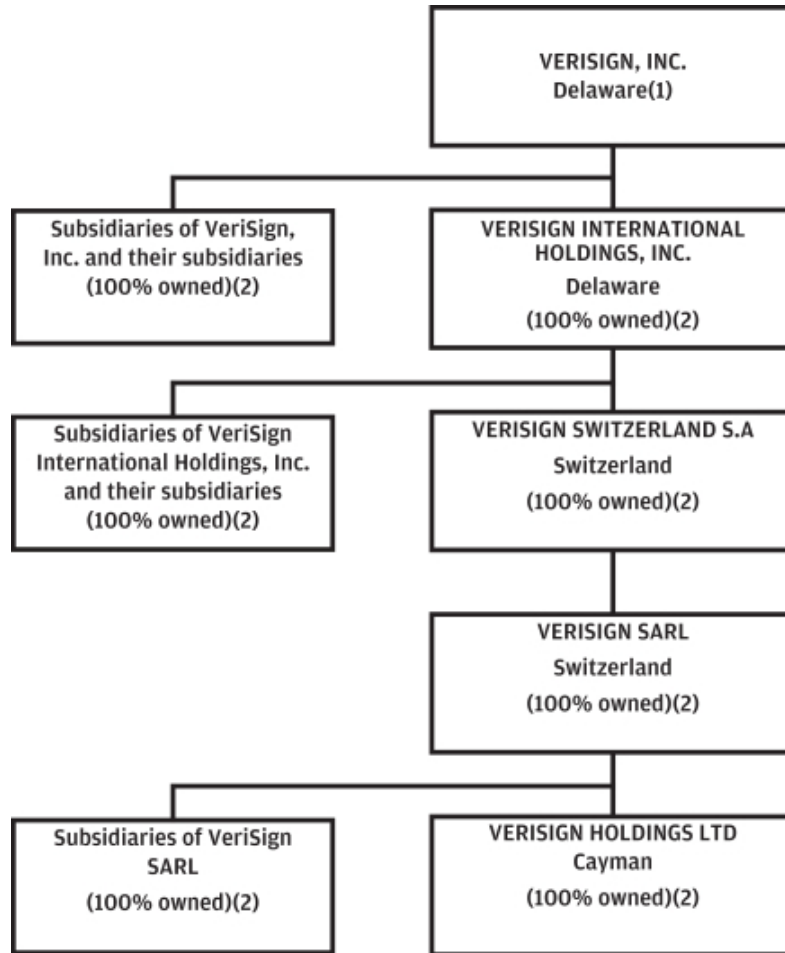 VERISIGN, INC.
Delaware(1)
Subsidiaries of VeriSign,
Inc. and their subsidiaries
(100% owned)(2)
VERISIGN INTERNATIONAL
HOLDINGS, INC.
Delaware
(100% owned)(2)
Subsidiaries of VeriSign
International Holdings, Inc.
and their subsidiaries
(100% owned)(2)
VERISIGN SWITZERLAND S.A
Switzerland
(100% owned)(2)
VERISIGN SARL
Switzerland
(100% owned)(2)
Subsidiaries of VeriSign
SARL
(100% owned)(2)
VERISIGN HOLDINGS LTD
Cayman
(100% owned)(2)